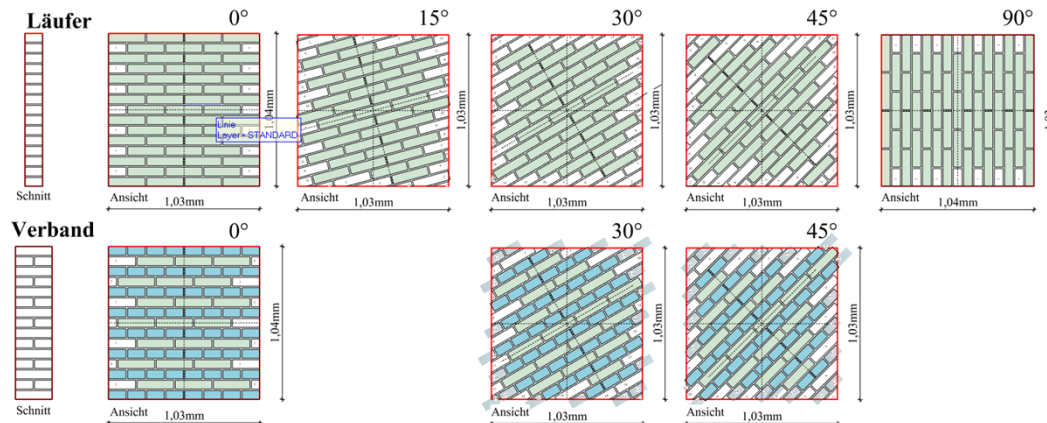 Läufer
0°
15°
30°
45°
90°
Linie
Layer = STANDARD
1,04mm
1,03mm
1,03mm
1,03mm
Schnitt
Ansicht
1,03mm
Ansicht
1,03mm
Ansicht
1,03mm
Ansicht
1,03mm
Ansicht
1,04mm
Verband
0°
30°
45°
1,04mm
1,03mm
1,03mm
Schnitt
Ansicht
1,03mm
Ansicht
1,03mm
Ansicht
1,03mm